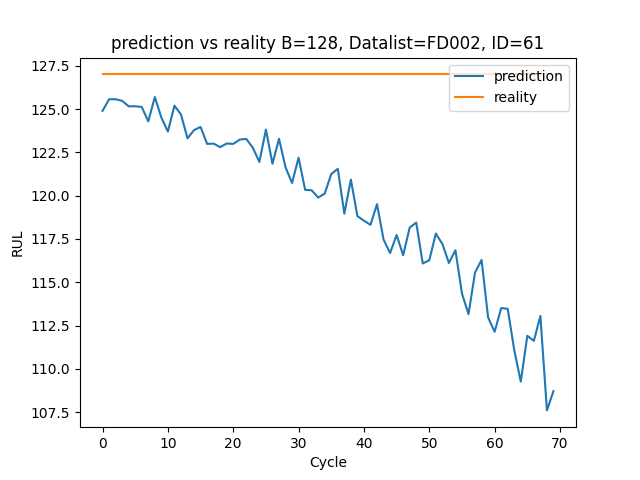 prediction vs reality B=128, Datalist=FD002, ID=61
127.5
125.0
122.5
120.0
117.5
115.0
112.5
110.0
107.5
RUL
prediction
reality
0 10 20 30 40 50 60 70
Cycle